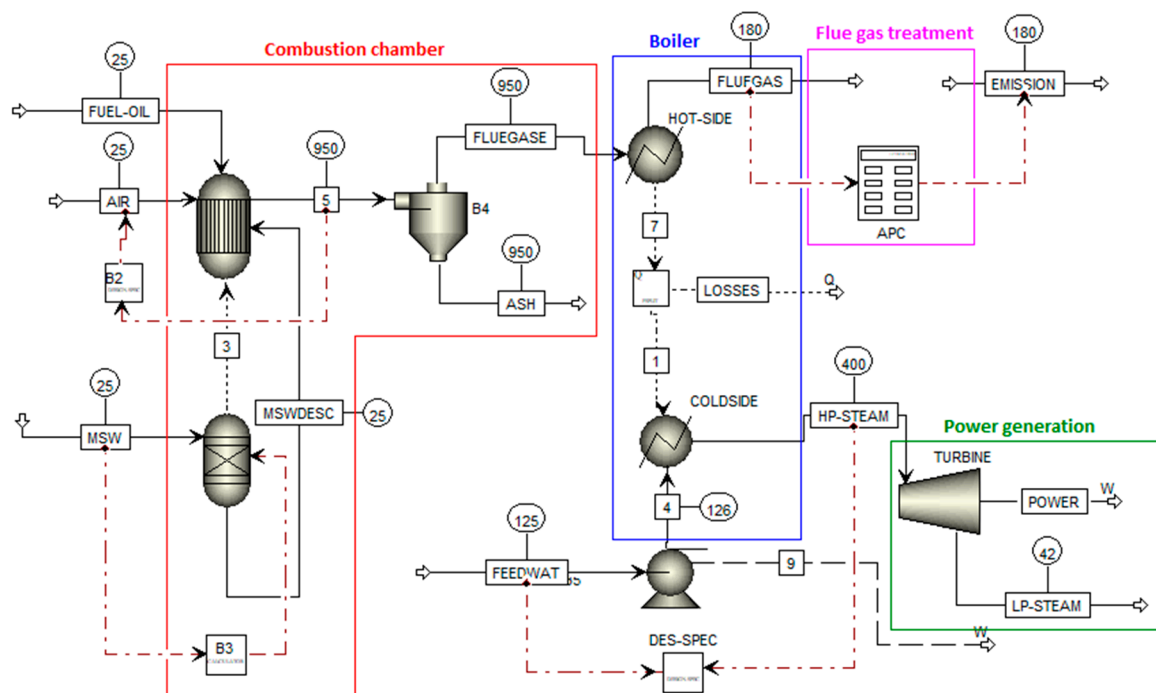 Combustion chamber
Boiler
Flue gas treatment
25
FUEL-OIL
950
FLUEGASE
180
FLUFGAS
180
EMISSION
HOT-SIDE
25
AIR
950
5
B4
APC
B2
950
ASH
7
Q
LOSSES
Q
3
1
25
MSW
MSWDESC
25
COLDSIDE
400
HP-STEAM
Power generation
TURBINE
POWER
W
4
126
125
FEEDWAT
9
42
LP-STEAM
W
B3
CALCULATOR
DES-SPEC